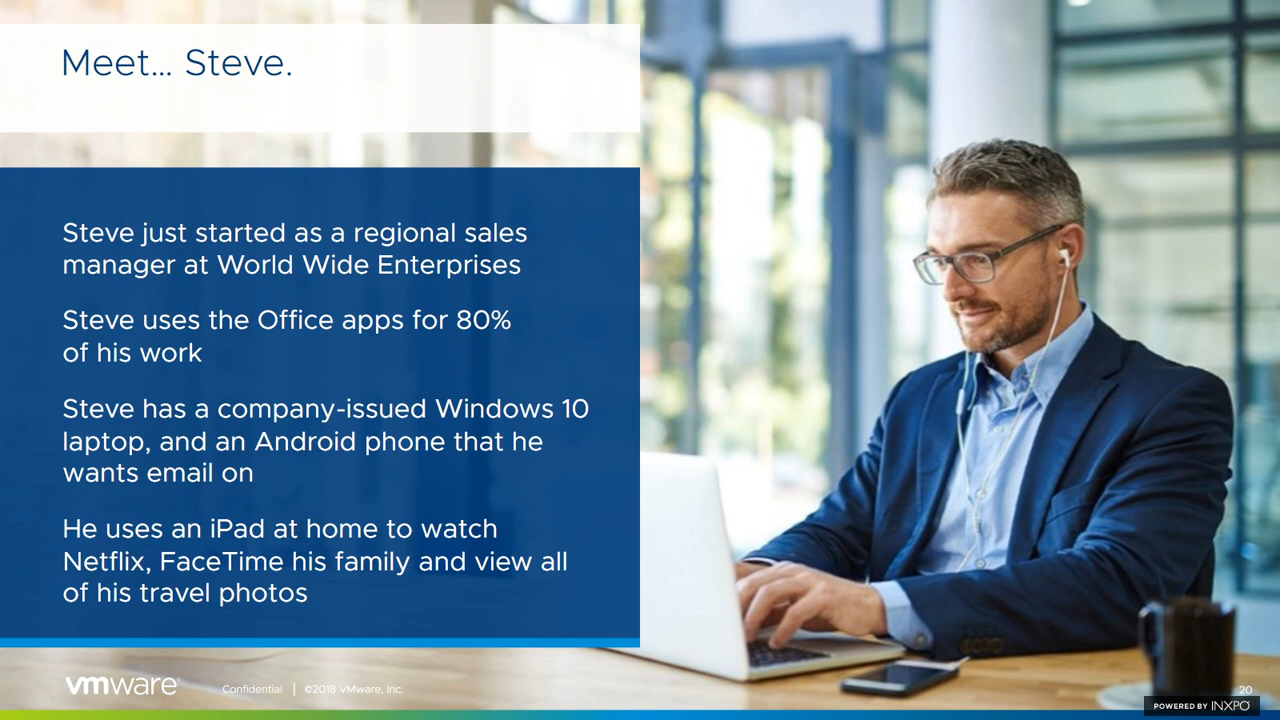 Meet... Steve.
Steve just started as a regional sales
manager at World Wide Enterprises
Steve uses the Office apps for 80%
of his work
Steve has a company-issued Windows 10
laptop, and an Android phone that he
wants email on
He uses an iPad at home to watch
Netflix, FaceTime his family and view all
of his travel photos
vmware
Confidential | ©2018 VMware, Inc.
20
POWERED BY INXPO